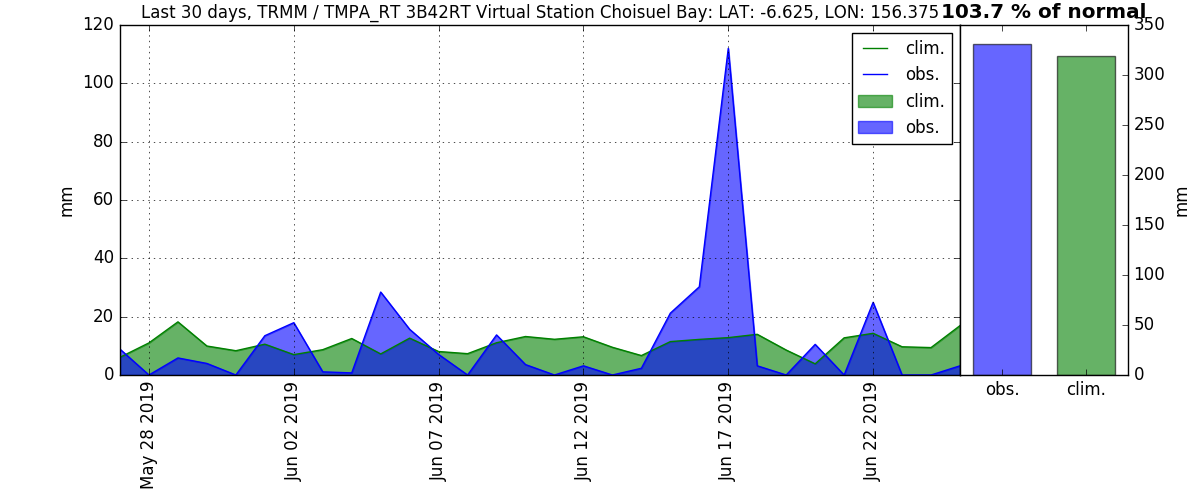 Last 30 days, TRMM / TMPA_RT 3B42RT Virtual Station Choisuel Bay: LAT: -6.625, LON: 156.375
103.7 % of normal
120
100
80
60
40
20
0
mm
clim.
obs.
clim.
obs.
May 28 2019
Jun 02 2019
Jun 07 2019
Jun 12 2019
Jun 17 2019
Jun 22 2019
350
300
250
200
150
100
50
0
mm
obs.
clim.